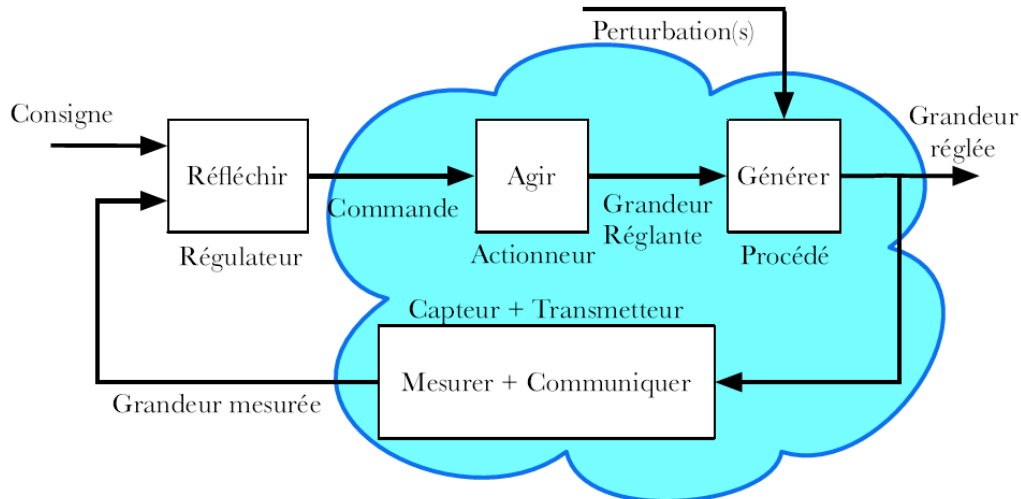 Perturbation(s)
Consigne
Grandeur
réglée
Réfléchir
Agir
Générer
Commande
Grandeur
Réglante
Régulateur
Actionneur
Procédé
Capteur + Transmetteur
Mesurer + Communiquer
Grandeur mesurée